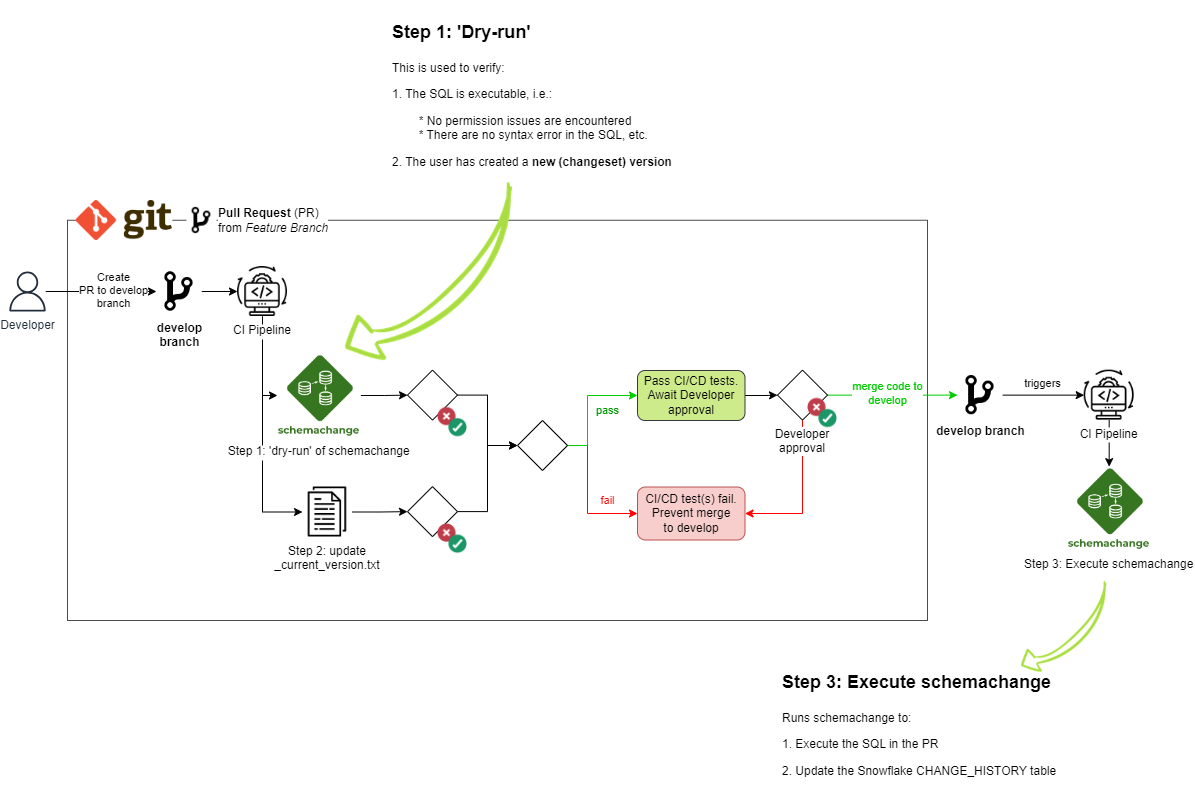 Step 1: 'Dry-run'
This is used to verify:
1. The SQL is executable, i.e.:
* No permission issues are encountered
* There are no syntax error in the SQL, etc.
2. The user has created a new (changeset) version
git
Pull Request (PR)
from Feature Branch
Developer
Create
PR to develop
branch
develop
branch
CI Pipeline
schemachange
Step 1: 'dry-run' of schemachange
Step 2: update
_current_version.txt
pass
fail
Pass CI/CD tests.
Await Developer
approval
CI/CD test(s) fail.
Prevent merge
to develop
Developer
approval
merge code to
develop
develop branch
triggers
CI Pipeline
schemachange
Step 3: Execute schemachange
Step 3: Execute schemachange
Runs schemachange to:
1. Execute the SQL in the PR
2. Update the Snowflake CHANGE_HISTORY table